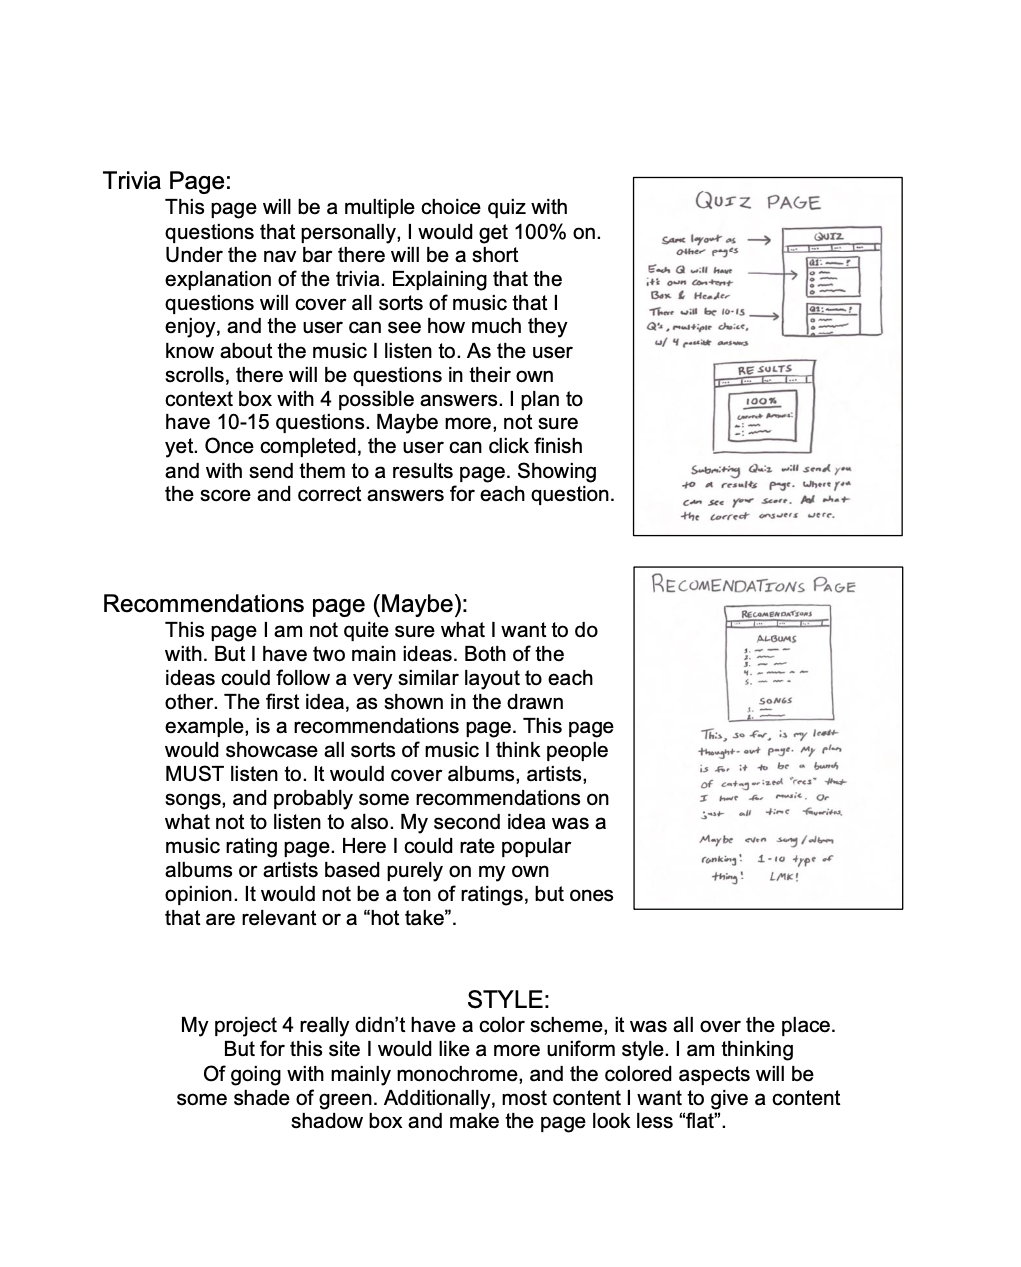 Trivia Page:
This page will be a multiple choice quiz with
questions that personally, I would get 100% on.
Under the nav bar there will be a short
explanation of the trivia. Explaining that the
questions will cover all sorts of music that I
enjoy, and the user can see how much they
know about the music I listen to. As the user
scrolls, there will be questions in their own
context box with 4 possible answers. I plan to
have 10-15 questions. Maybe more, not sure
yet. Once completed, the user can click finish
and with send them to a results page. Showing
the score and correct answers for each question.
QUIZ PAGE
Same layout as
other pages
Each Q will have
it's own content
Box & Header
There will be 10-15
Q's, multiple choice,
w/ 4 possible answers
QUIZ
Q1: ?
Q2: ?
RESULTS
100%
Correct Answers:
Submiting Quiz will send you
to a results page. Where you
can see your score. And what
the correct answers were.
Recommendations page (Maybe):
This page I am not quite sure what I want to do
with. But I have two main ideas. Both of the
ideas could follow a very similar layout to each
other. The first idea, as shown in the drawn
example, is a recommendations page. This page
would showcase all sorts of music I think people
MUST listen to. It would cover albums, artists,
songs, and probably some recommendations on
what not to listen to also. My second idea was a
music rating page. Here I could rate popular
albums or artists based purely on my own
opinion. It would not be a ton of ratings, but ones
that are relevant or a “hot take”.
RECOMENDATIONS PAGE
RECOMENDATIONS
ALBUMS
1.
2.
3.
4.
5.
SONGS
1.
2.
This, so far, is my least
thought-out page. My plan
is for it to be a bunch
of catagorized "recs" that
I have for music. Or
just all time favorites.
Maybe even song/album
ranking! 1-10 type of
thing! LMK!
STYLE:
My project 4 really didn’t have a color scheme, it was all over the place.
But for this site I would like a more uniform style. I am thinking
Of going with mainly monochrome, and the colored aspects will be
some shade of green. Additionally, most content I want to give a content
shadow box and make the page look less “flat”.